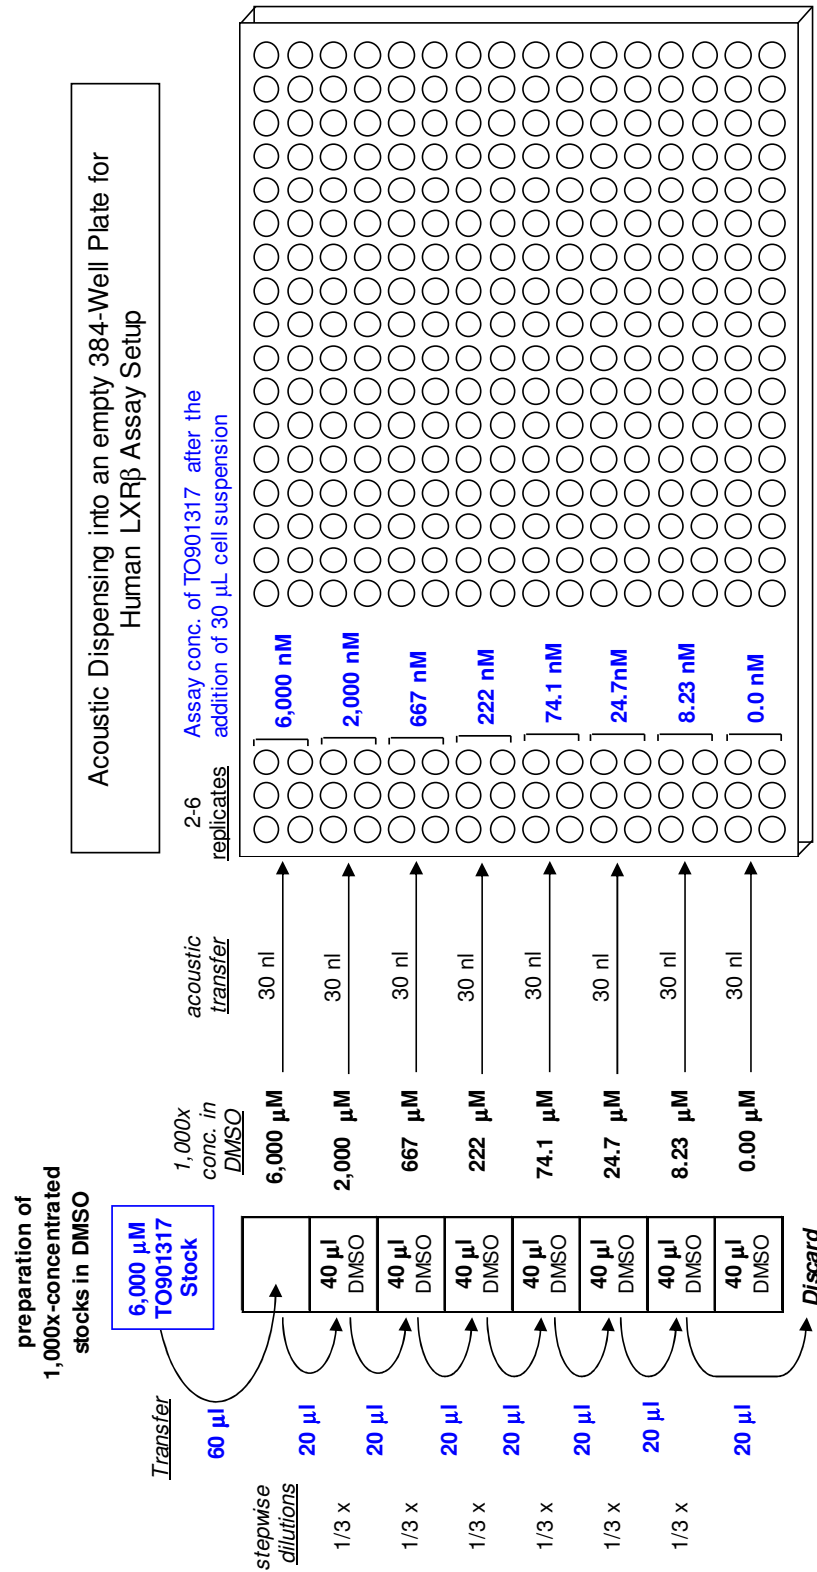 Acoustic Dispensing into an empty 384-Well Plate for
Human LXRβ Assay Setup
preparation of
1,000x-concentrated
stocks in DMSO
6,000 µM
TO901317
Stock
stepwise
dilutions
Transfer
1,000x
conc. in
DMSO
acoustic
transfer
2-6
replicates
Assay conc. of TO901317 after the
addition of 30 µL cell suspension
60 µl
20 µl
6,000 µM
30 nl
6,000 nM
1/3 x
20 µl
40 µl
DMSO
2,000 µM
30 nl
2,000 nM
1/3 x
20 µl
40 µl
DMSO
667 µM
30 nl
667 nM
1/3 x
20 µl
40 µl
DMSO
222 µM
30 nl
222 nM
1/3 x
20 µl
40 µl
DMSO
74.1 µM
30 nl
74.1 nM
1/3 x
20 µl
40 µl
DMSO
24.7 µM
30 nl
24.7nM
1/3 x
20 µl
40 µl
DMSO
8.23 µM
30 nl
8.23 nM
40 µl
DMSO
0.00 µM
30 nl
0.0 nM
Discard